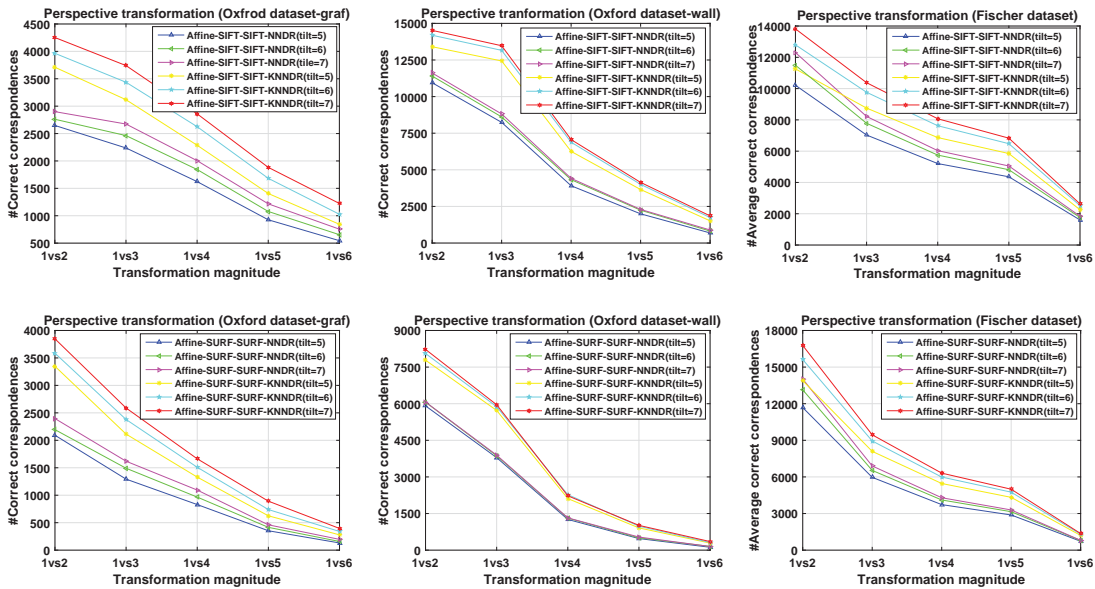 Perspective transformation (Oxfrod dataset-graf)
#Correct correspondences
4500
4000
3500
3000
2500
2000
1500
1000
500
Affine-SIFT-SIFT-NNDR(tilt=5)
Affine-SIFT-SIFT-NNDR(tilt=6)
Affine-SIFT-SIFT-NNDR(tile=7)
Affine-SIFT-SIFT-KNNDR(tilt=5)
Affine-SIFT-SIFT-KNNDR(tilt=6)
Affine-SIFT-SIFT-KNNDR(tilt=7)
1vs2 1vs3 1vs4 1vs5 1vs6
Transformation magnitude
Perspective transformation (Oxford dataset-wall)
#Correct correspondences
15000
12500
10000
7500
5000
2500
0
Affine-SIFT-SIFT-NNDR(tilt=5)
Affine-SIFT-SIFT-NNDR(tilt=6)
Affine-SIFT-SIFT-NNDR(tilt=7)
Affine-SIFT-SIFT-KNNDR(tilt=5)
Affine-SIFT-SIFT-KNNDR(tilt=6)
Affine-SIFT-SIFT-KNNDR(tilt=7)
1vs2 1vs3 1vs4 1vs5 1vs6
Transformation magnitude
Perspective transformation (Fischer dataset)
#Average correct correspondences
14000
12000
10000
8000
6000
4000
2000
0
Affine-SIFT-SIFT-NNDR(tilt=5)
Affine-SIFT-SIFT-NNDR(tilt=6)
Affine-SIFT-SIFT-NNDR(tilt=7)
Affine-SIFT-SIFT-KNNDR(tilt=5)
Affine-SIFT-SIFT-KNNDR(tilt=6)
Affine-SIFT-SIFT-KNNDR(tilt=7)
1vs2 1vs3 1vs4 1vs5 1vs6
Transformation magnitude
Perspective transformation (Oxford dataset-graf)
#Correct correspondences
4000
3500
3000
2500
2000
1500
1000
500
0
Affine-SURF-SURF-NNDR(tilt=5)
Affine-SURF-SURF-NNDR(tilt=6)
Affine-SURF-SURF-NNDR(tilt=7)
Affine-SURF-SURF-KNNDR(tilt=5)
Affine-SURF-SURF-KNNDR(tilt=6)
Affine-SURF-SURF-KNNDR(tilt=7)
1vs2 1vs3 1vs4 1vs5 1vs6
Transformation magnitude
Perspective transformation (Oxford dataset-wall)
#Correct correspondences
9000
7500
6000
4500
3000
1500
0
Affine-SURF-SURF-NNDR(tilt=5)
Affine-SURF-SURF-NNDR(tilt=6)
Affine-SURF-SURF-NNDR(tilt=7)
Affine-SURF-SURF-KNNDR(tilt=5)
Affine-SURF-SURF-KNNDR(tilt=6)
Affine-SURF-SURF-KNNDR(tilt=7)
1vs2 1vs3 1vs4 1vs5 1vs6
Transformation magnitude
Perspective transformation (Fischer dataset)
#Average correct correspondences
18000
15000
12000
9000
6000
3000
0
Affine-SURF-SURF-NNDR(tilt=5)
Affine-SURF-SURF-NNDR(tilt=6)
Affine-SURF-SURF-NNDR(tilt=7)
Affine-SURF-SURF-KNNDR(tilt=5)
Affine-SURF-SURF-KNNDR(tilt=6)
Affine-SURF-SURF-KNNDR(tilt=7)
1vs2 1vs3 1vs4 1vs5 1vs6
Transformation magnitude